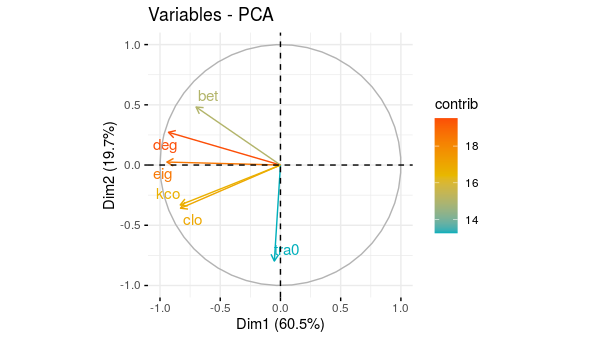 Variables - PCA
1.0
0.5
0.0
-0.5
-1.0
Dim2 (19.7%)
bet
deg
eig
kco
clo
tra0
-1.0 -0.5 0.0 0.5 1.0
Dim1 (60.5%)
contrib
18
16
14